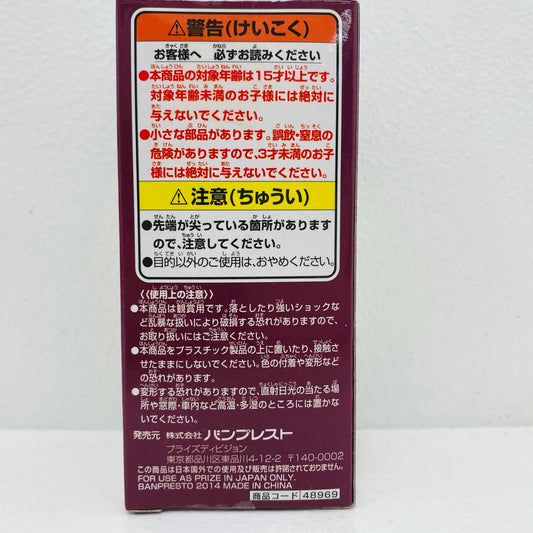 ⚠警告(けいこく)
お客様へ 必ずお読みください
●本商品の対象年齢は15才以上です。
対象年齢未満のお子様には絶対に
与えないでください。
●小さな部品があります。誤飲・窒息の
危険がありますので、3才未満のお子
様には絶対に与えないでください。
⚠注意(ちゅうい)
●先端が尖っている箇所があります
ので、注意してください。
●目的以外のご使用は、おやめください。
《使用上の注意》
●本商品は観賞用です。落としたり強いショックな
ど乱暴な扱いにより破損する恐れがありますので、
お取り扱いにはご注意ください。
●本商品をプラスチック製品の上に置いたり、接触さ
せたままにしないでください。色の付着や変形など
の恐れがあります。
●変形する恐れがありますので、直射日光の当たる場
所や窓際・車内など高温・多湿のところには置かな
いでください。
発売元 株式会社 バンプレスト
プライズディビジョン
東京都品川区東品川4-12-2 〒140-0002
この商品は日本国外での使用及び販売は許諾されておりません。
FOR USE AS PRIZE IN JAPAN ONLY.
BANPRESTO 2014 MADE IN CHINA
商品コード 48969